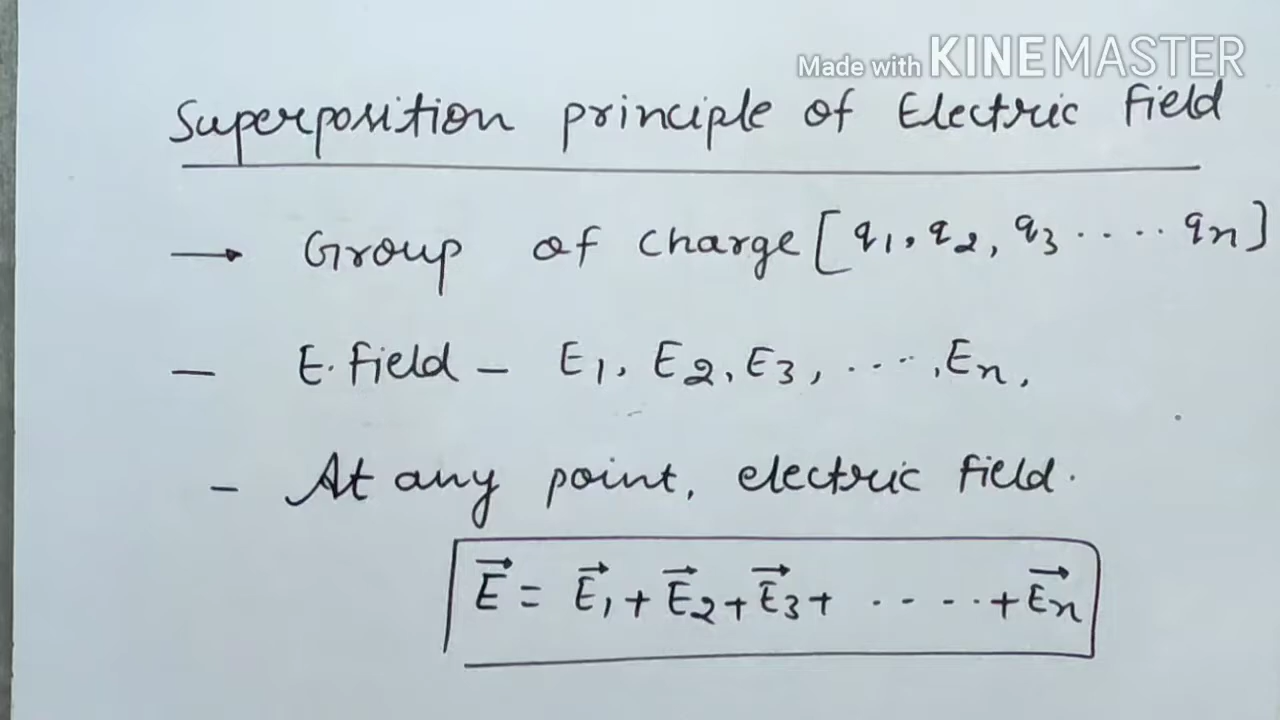 Made with KINEMASTER
Superposition principle of Electric field
→ Group of charge [q1, q2, q3 ..... qn]
- E. field - E1, E2, E3, ....., En,
- At any point, electric field.
E⃗ = E⃗1 + E⃗2 + E⃗3 + ..... + E⃗n